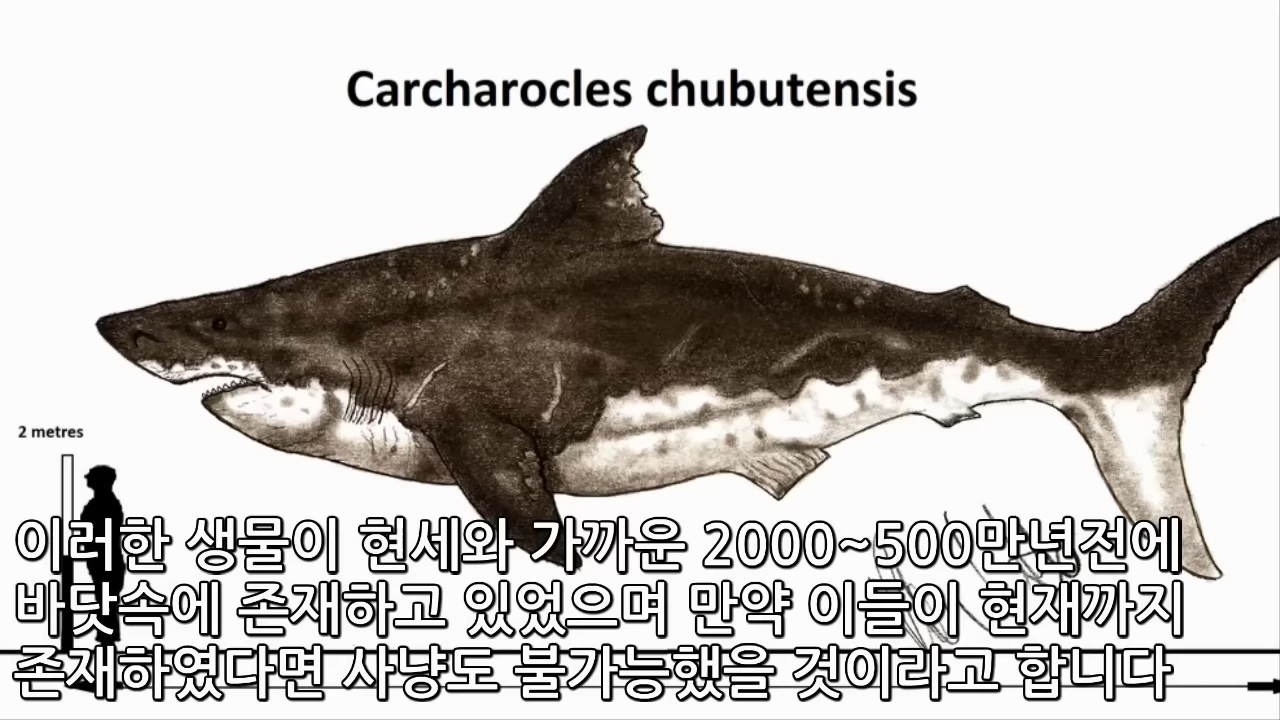 Carcharocles chubutensis
2 metres
이러한 생물이 현세와 가까운 2000~500만년전에
바닷속에 존재하고 있었으며 만약 이들이 현재까지
존재하였다면 사냥도 불가능했을 것이라고 합니다